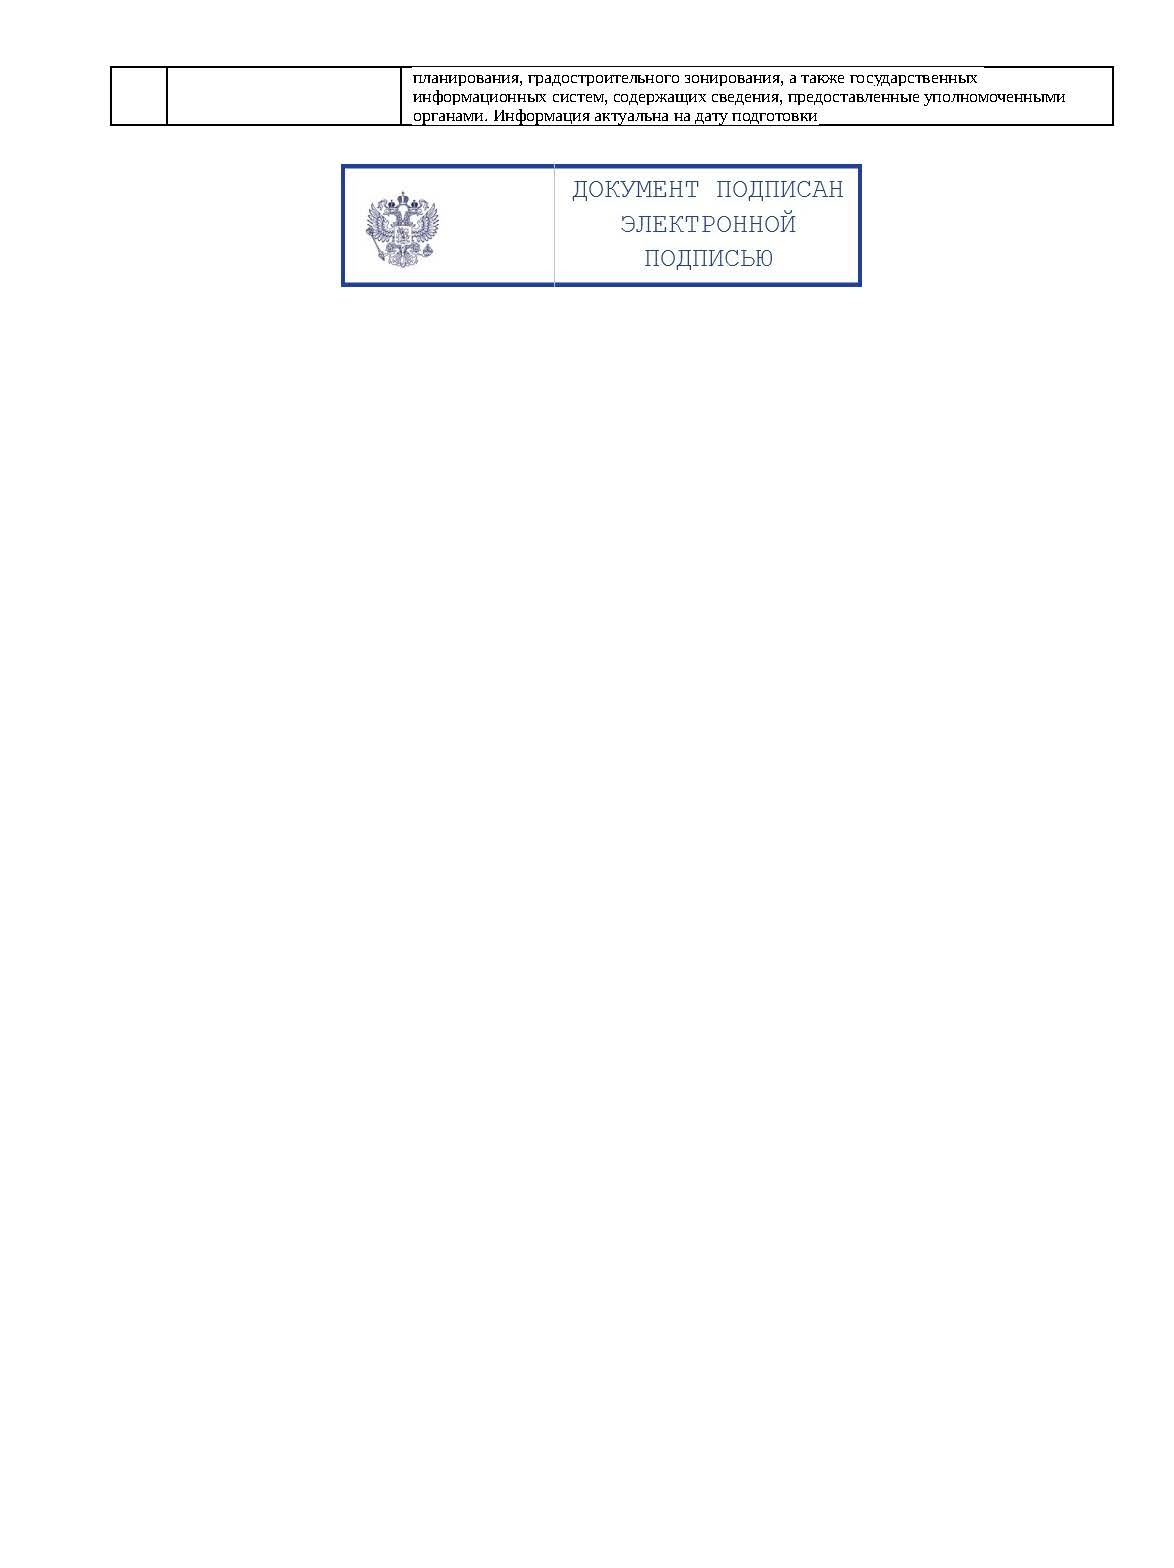 планирования, градостроительного зонирования, а также государственных
информационных систем, содержащих сведения, предоставленные уполномоченными
органами. Информация актуальна на дату подготовки
ДОКУМЕНТ ПОДПИСАН
ЭЛЕКТРОННОЙ
ПОДПИСЬЮ